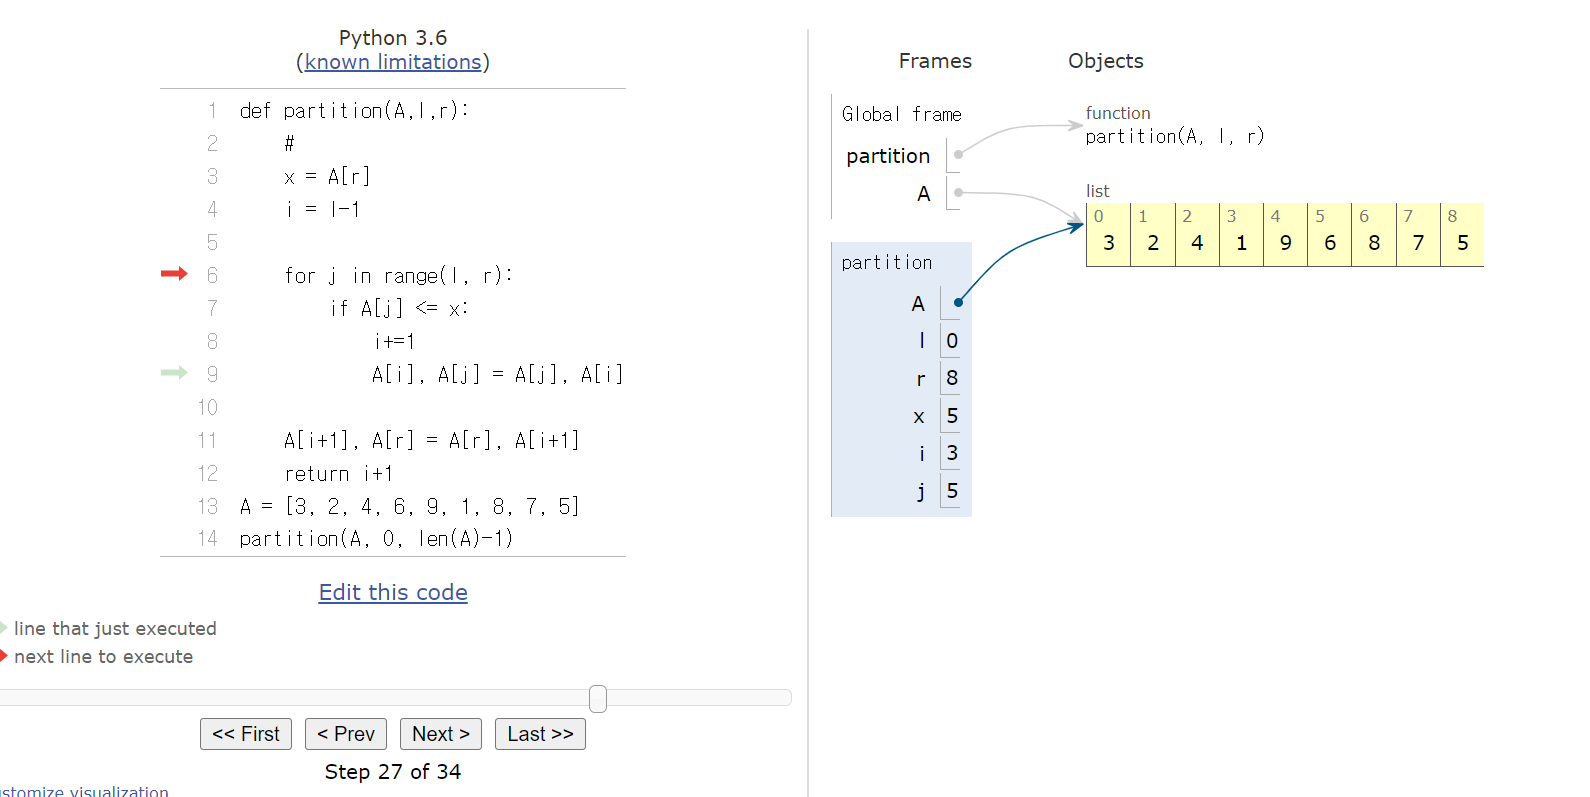 Python 3.6
(known limitations)
1 def partition(A,l,r):
2 #
3 x = A[r]
4 i = l-1
5
6 for j in range(l, r):
7 if A[j] <= x:
8 i+=1
9 A[i], A[j] = A[j], A[i]
10
11 A[i+1], A[r] = A[r], A[i+1]
12 return i+1
13 A = [3, 2, 4, 6, 9, 1, 8, 7, 5]
14 partition(A, 0, len(A)-1)
Edit this code
line that just executed
next line to execute
<< First < Prev Next > Last >>
Step 27 of 34
stomize visualization
Frames Objects
Global frame
partition
A
function
partition(A, l, r)
list
0 1 2 3 4 5 6 7 8
3 2 4 1 9 6 8 7 5
partition
A
l 0
r 8
x 5
i 3
j 5